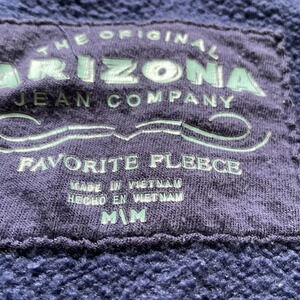 THE ORIGINAL
ARIZONA
JEAN COMPANY
FAVORITE FLEECE
MADE IN VIETNAM
HECHO EN VIETNAM
M\M